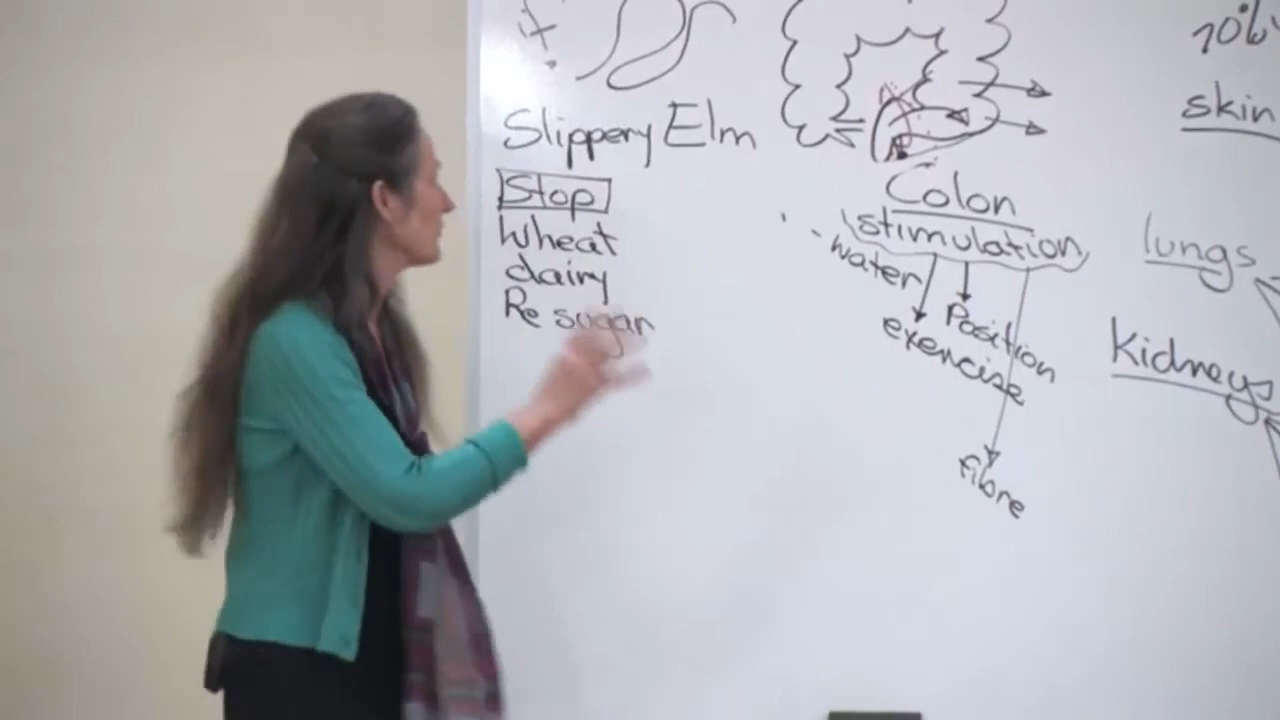 Slippery Elm
Stop
Wheat
dairy
Re sugar
Colon
stimulation
water
Position
exercise
fibre
skin
lungs
Kidneys